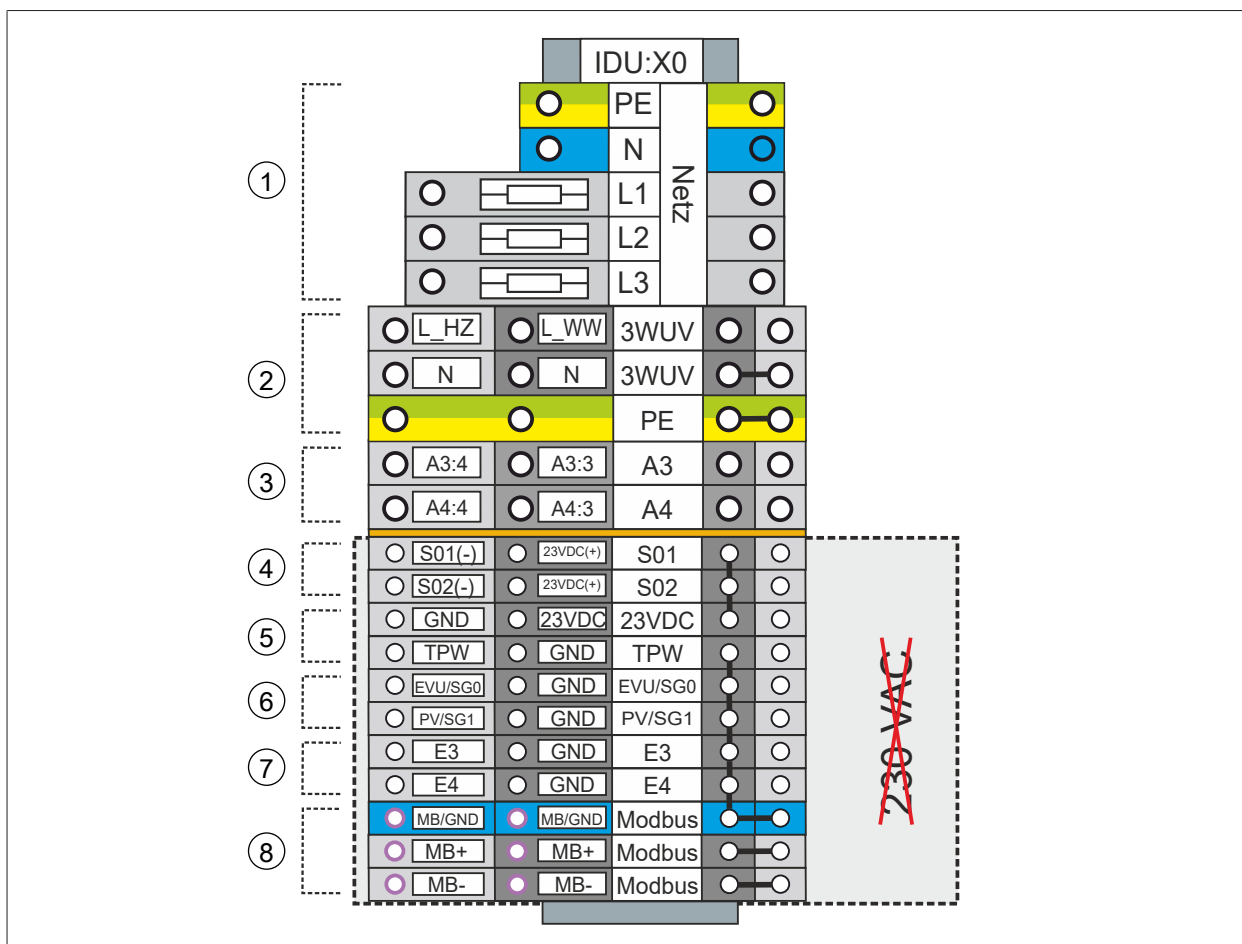 IDU:X0
PE
N
L1
L2
L3
Netz
1
L_HZ L_WW 3WUV
N N 3WUV
PE
2
A3:4 A3:3 A3
A4:4 A4:3 A4
3
S01(-) 23VDC(+) S01
S02(-) 23VDC(+) S02
4
GND 23VDC 23VDC
TPW GND TPW
5
EVU/SG0 GND EVU/SG0
PV/SG1 GND PV/SG1
6
E3 GND E3
E4 GND E4
7
MB/GND MB/GND Modbus
MB+ MB+ Modbus
MB- MB- Modbus
8
230 VAC